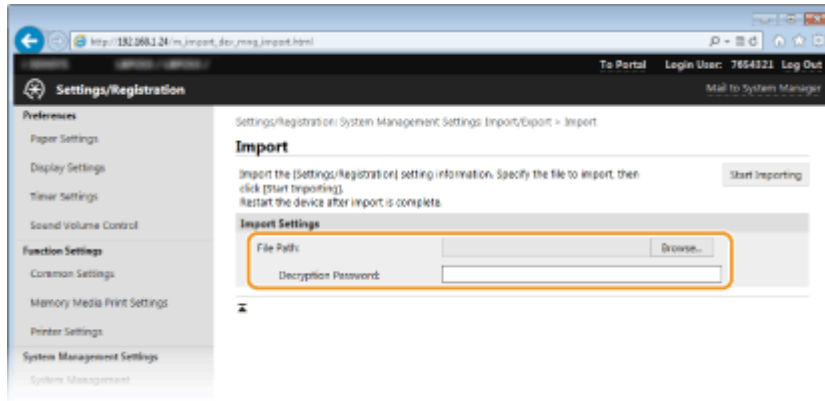 http://192.168.1.24/m_import_dev_mng_import.html
To Portal Login User: 7654321 Log Out
Settings/Registration
Mail to System Manager
Preferences
Paper Settings
Display Settings
Timer Settings
Sound Volume Control
Function Settings
Common Settings
Memory Media Print Settings
Printer Settings
System Management Settings
System Management
Settings/Registration: System Management Settings: Import/Export > Import
Import
Import the [Settings/Registration] setting information. Specify the file to import, then
click [Start Importing].
Restart the device after import is complete.
Start Importing
Import Settings
File Path:
Browse...
Decryption Password: